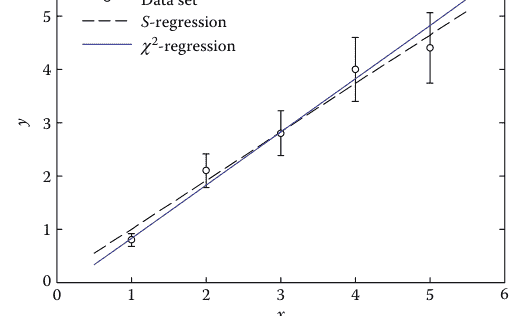 Data set
S-regression
χ²-regression
5
4
3
2
1
0
y
0 1 2 3 4 5 6
x